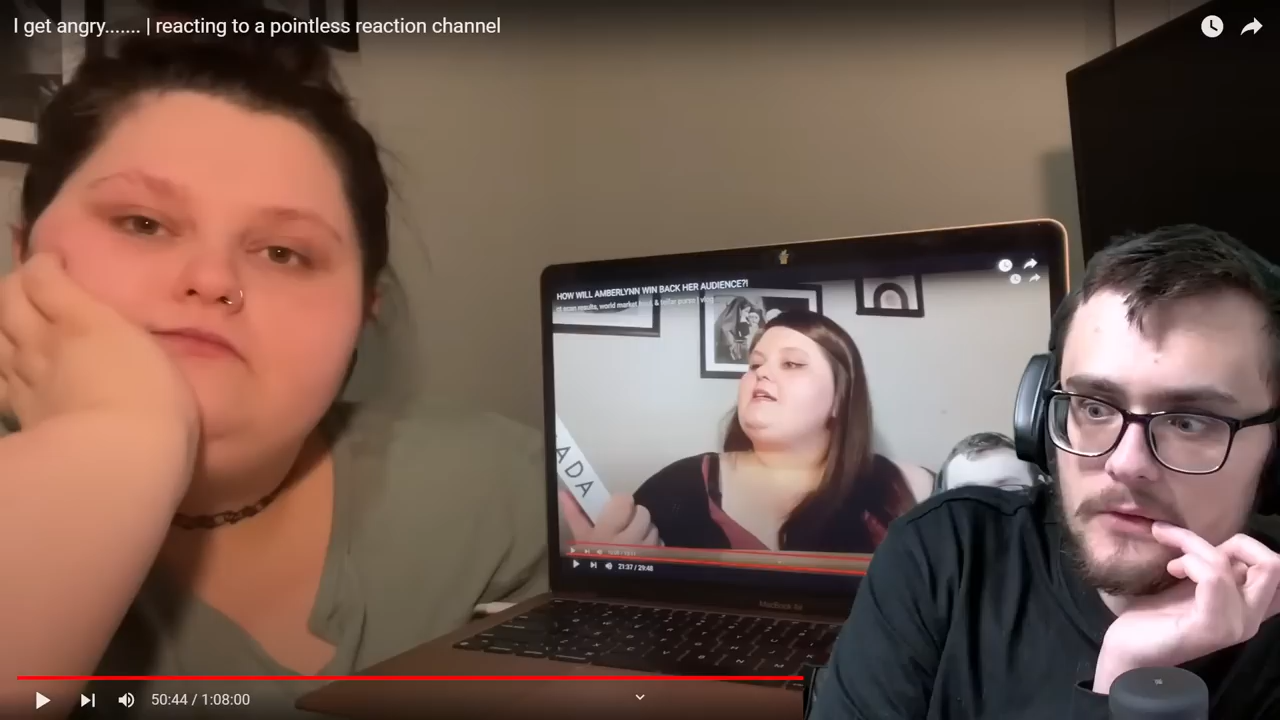 I get angry....... | reacting to a pointless reaction channel
HOW WILL AMBERLYNN WIN BACK HER AUDIENCE?!
ADA
21:37 / 29:48
MacBook Air
50:44 / 1:08:00